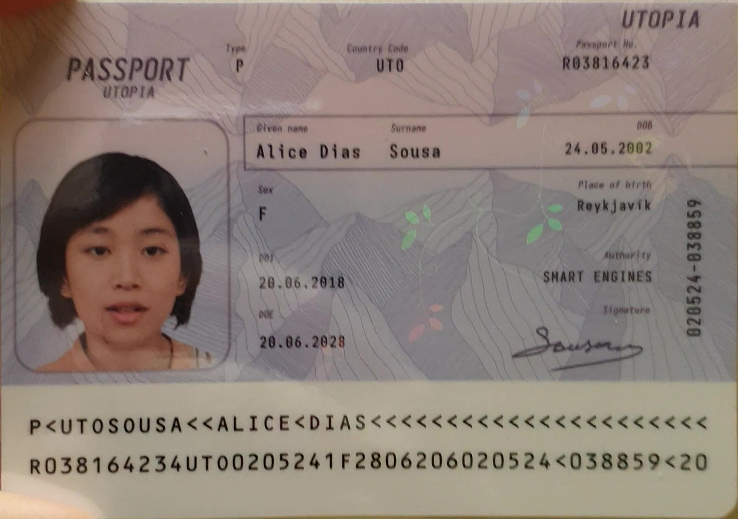 UTOPIA
PASSPORT
UTOPIA
Type
P
Country Code
UTO
Passport No.
R03816423
Given name
Surname
DOB
Alice Dias Sousa
24.05.2002
Sex
F
Place of birth
Reykjavík
DOI
20.06.2018
Authority
SMART ENGINES
DOE
20.06.2028
Signature
Sousa
020524-038859
P<UTOSOUSA<<ALICE<DIAS<<<<<<<<<<<<<<<<<<<<<<
R038164234UTO0205241F2806206020524<038859<20